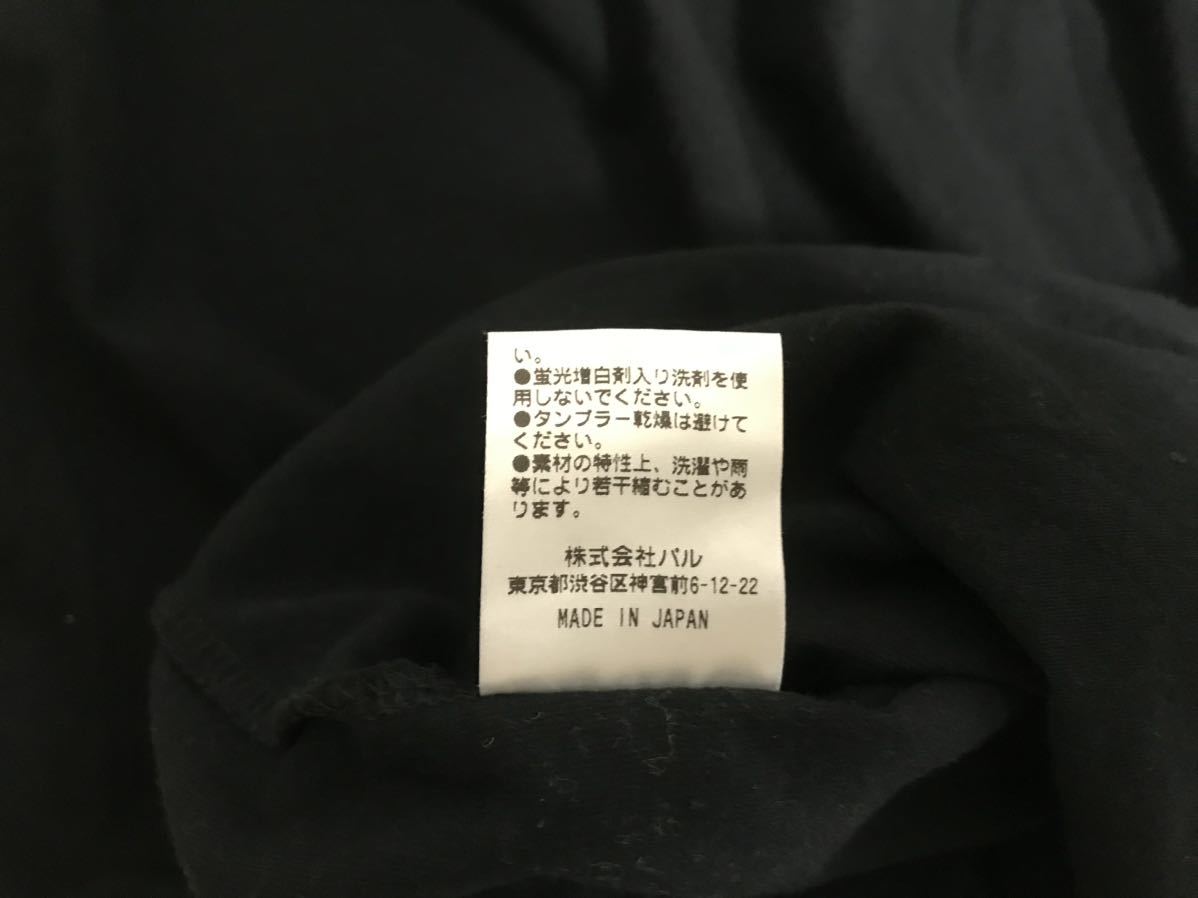 い。
●蛍光増白剤入り洗剤を使
用しないでください。
●タンブラー乾燥は避けて
ください。
●素材の特性上、洗濯や雨
等により若干縮むことがあ
ります。
株式会社パル
東京都渋谷区神宮前6-12-22
MADE IN JAPAN